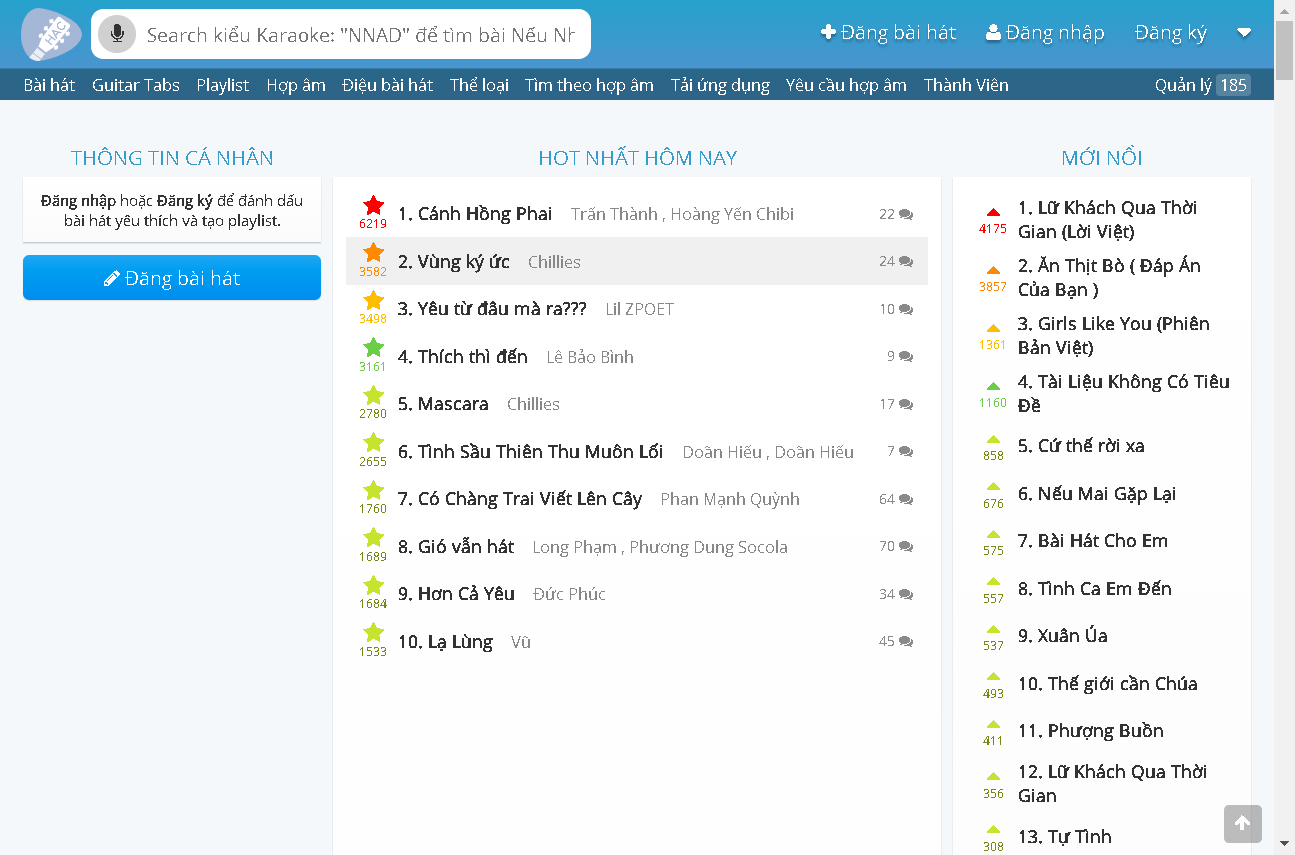 HAC
Search kiểu Karaoke: "NNAD" để tìm bài Nếu Nh
Đăng bài hát
Đăng nhập
Đăng ký
Bài hát
Guitar Tabs
Playlist
Hợp âm
Điệu bài hát
Thể loại
Tìm theo hợp âm
Tải ứng dụng
Yêu cầu hợp âm
Thành Viên
Quản lý 185
THÔNG TIN CÁ NHÂN
Đăng nhập hoặc Đăng ký để đánh dấu
bài hát yêu thích và tạo playlist.
Đăng bài hát
HOT NHẤT HÔM NAY
6219
1. Cánh Hồng Phai Trấn Thành , Hoàng Yến Chibi 22
3582
2. Vùng ký ức Chillies 24
3498
3. Yêu từ đâu mà ra??? Lil ZPOET 10
3161
4. Thích thì đến Lê Bảo Bình 9
2780
5. Mascara Chillies 17
2655
6. Tình Sầu Thiên Thu Muôn Lối Doãn Hiếu , Doãn Hiếu 7
1760
7. Có Chàng Trai Viết Lên Cây Phan Mạnh Quỳnh 64
1689
8. Gió vẫn hát Long Phạm , Phương Dung Socola 70
1684
9. Hơn Cả Yêu Đức Phúc 34
1533
10. Lạ Lùng Vũ 45
MỚI NỔI
4175
1. Lữ Khách Qua Thời
Gian (Lời Việt)
3857
2. Ăn Thịt Bò ( Đáp Án
Của Bạn )
1361
3. Girls Like You (Phiên
Bản Việt)
1160
4. Tài Liệu Không Có Tiêu
Đề
858
5. Cứ thế rời xa
676
6. Nếu Mai Gặp Lại
575
7. Bài Hát Cho Em
557
8. Tình Ca Em Đến
537
9. Xuân Úa
493
10. Thế giới cần Chúa
411
11. Phượng Buồn
356
12. Lữ Khách Qua Thời
Gian
308
13. Tự Tình